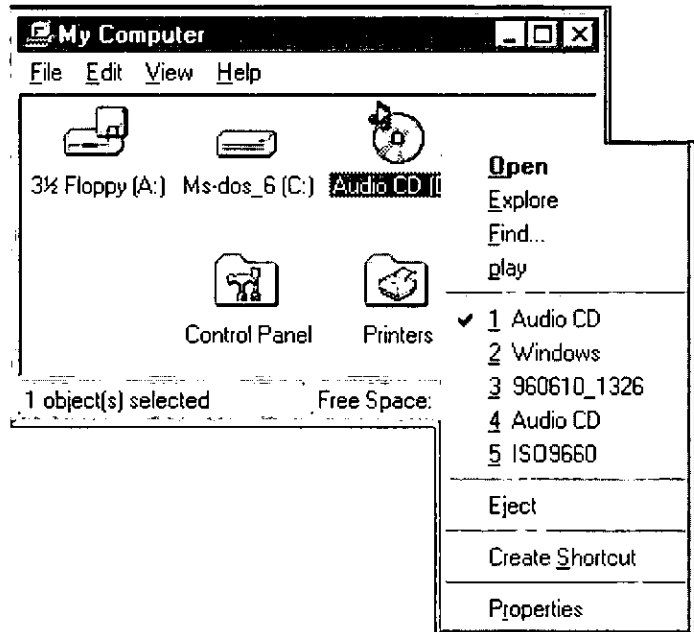 My Computer
File Edit View Help
3½ Floppy (A:) Ms-dos_6 (C:) Audio CD (
Control Panel Printers
1 object(s) selected Free Space:
Open
Explore
Find...
play
✔ 1 Audio CD
2 Windows
3 960610_1326
4 Audio CD
5 ISO9660
Eject
Create Shortcut
Properties